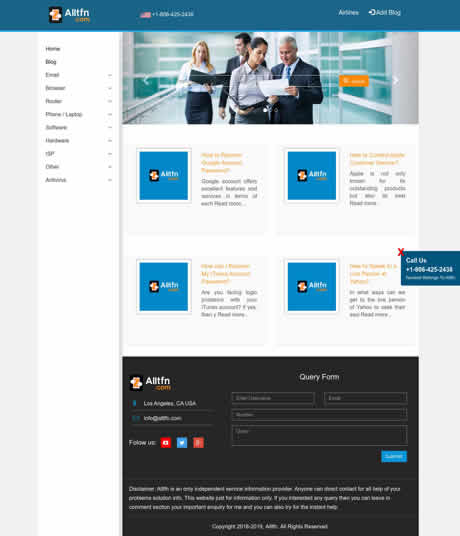 Alltfn
.com
+1-806-425-2438
Airlines
Add Blog
Home
Blog
Email
Browser
Router
Phone / Laptop
Software
Hardware
ISP
Other
Antivirus
Alltfn
.com
How to Recover
Google Account
Password?
Google account offers
excellent features and
services in terms of
each Read more...
Alltfn
.com
How to Contact Apple
Customer Service?
Apple is not only
known for its
outstanding products
but also its best
Read more...
X
Call Us
+1-806-425-2438
Number Belongs To Alltfn
Alltfn
.com
How can I Recover
My iTunes Account
Password?
Are you facing login
problems with your
iTunes account? If yes,
then y Read more...
Alltfn
.com
How to Speak to a
Live Person at
Yahoo?
In what ways can we
get to the live person
of Yahoo to seek their
expl Read more...
Alltfn
.com
Los Angeles, CA USA
info@alltfn.com
Folow us:
Query Form
Enter Username
Email
Number
Query
Submit
Disclaimer: Alltfn is an only independent service information provider. Anyone can direct contact for all help of your
probleme solution info. This website just for information only. If you interested any query then you can leave in
comment section your important enquiry for me and you can also try for the instant help.
Copyright 2018-2019, Alltfn. All Rights Reserved.